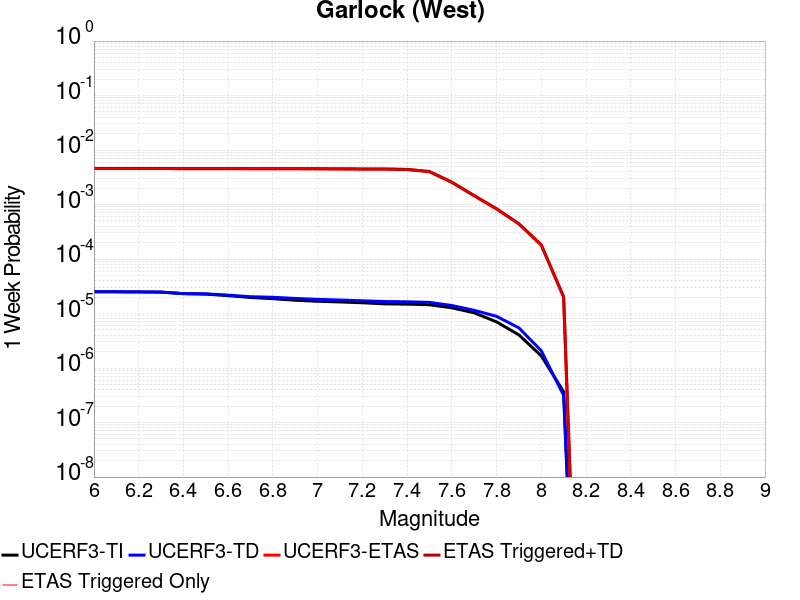 Garlock (West)
10^0
10^-1
10^-2
10^-3
10^-4
10^-5
10^-6
10^-7
10^-8
1 Week Probability
6 6.2 6.4 6.6 6.8 7 7.2 7.4 7.6 7.8 8 8.2 8.4 8.6 8.8 9
Magnitude
UCERF3-TI UCERF3-TD UCERF3-ETAS ETAS Triggered+TD
ETAS Triggered Only